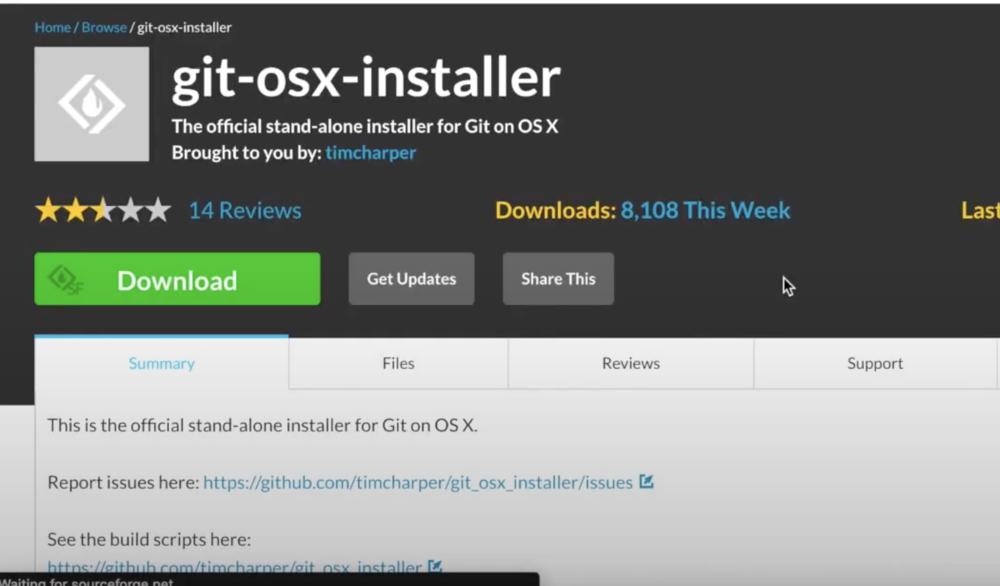 Home / Browse / git-osx-installer
git-osx-installer
The official stand-alone installer for Git on OS X
Brought to you by: timcharper
14 Reviews
Downloads: 8,108 This Week
Last
SF
Download
Get Updates
Share This
Summary
Files
Reviews
Support
This is the official stand-alone installer for Git on OS X.
Report issues here: https://github.com/timcharper/git_osx_installer/issues
See the build scripts here:
https://github.com/timcharper/git_osx_installer
Waiting for sourceforge.net